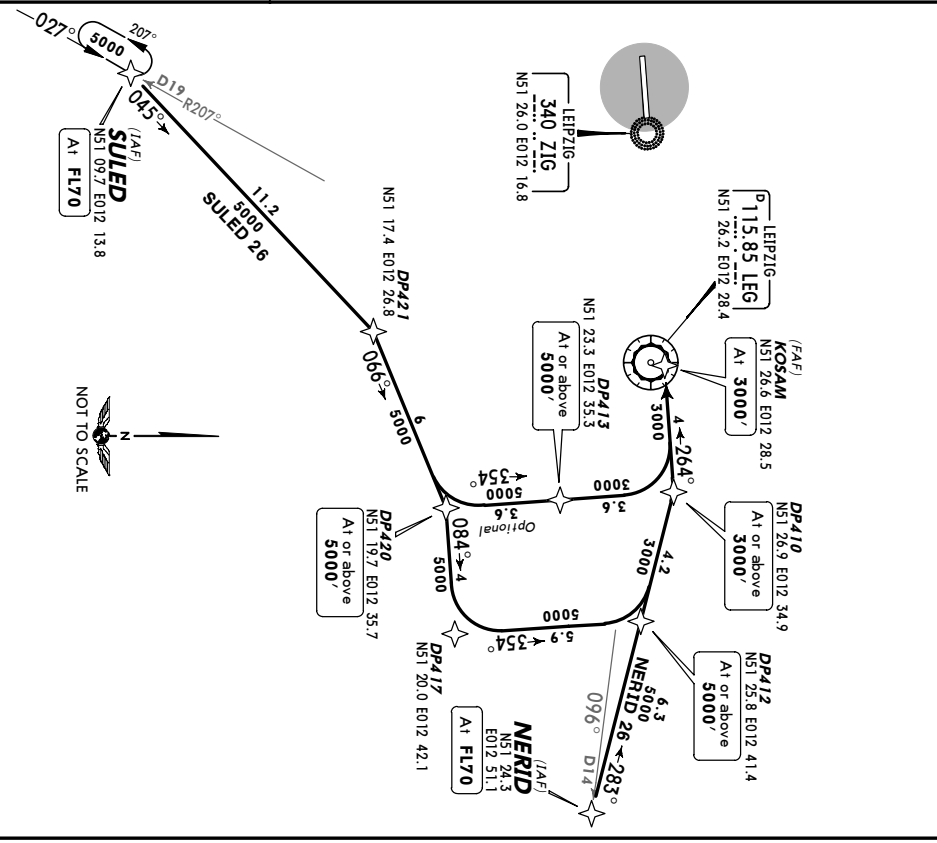 027°
207°
5000
D19
R207°
045°
(IAF)
SULED
N51 09.7 E012 13.8
At FL70
11.2
5000
SULED 26
LEIPZIG
340 ZIG
N51 26.0 E012 16.8
LEIPZIG
D 115.85 LEG
N51 26.2 E012 28.4
(FAF)
KOSAM
N51 26.6 E012 28.5
At 3000'
DP421
N51 17.4 E012 26.8
066°
6
5000
DP413
N51 23.3 E012 35.3
At or above
5000'
3000
4
264°
354°
5000
3.6
3000
3.6
Optional
DP410
N51 26.9 E012 34.9
At or above
3000'
4.2
3000
DP420
N51 19.7 E012 35.7
At or above
5000'
084°
4
5000
5000
354°
5.9
DP417
N51 20.0 E012 42.1
DP412
N51 25.8 E012 41.4
At or above
5000'
6.3
5000
NERID 26
283°
096°
D14
(IAF)
NERID
N51 24.3
E012 51.1
At FL70
N
NOT TO SCALE